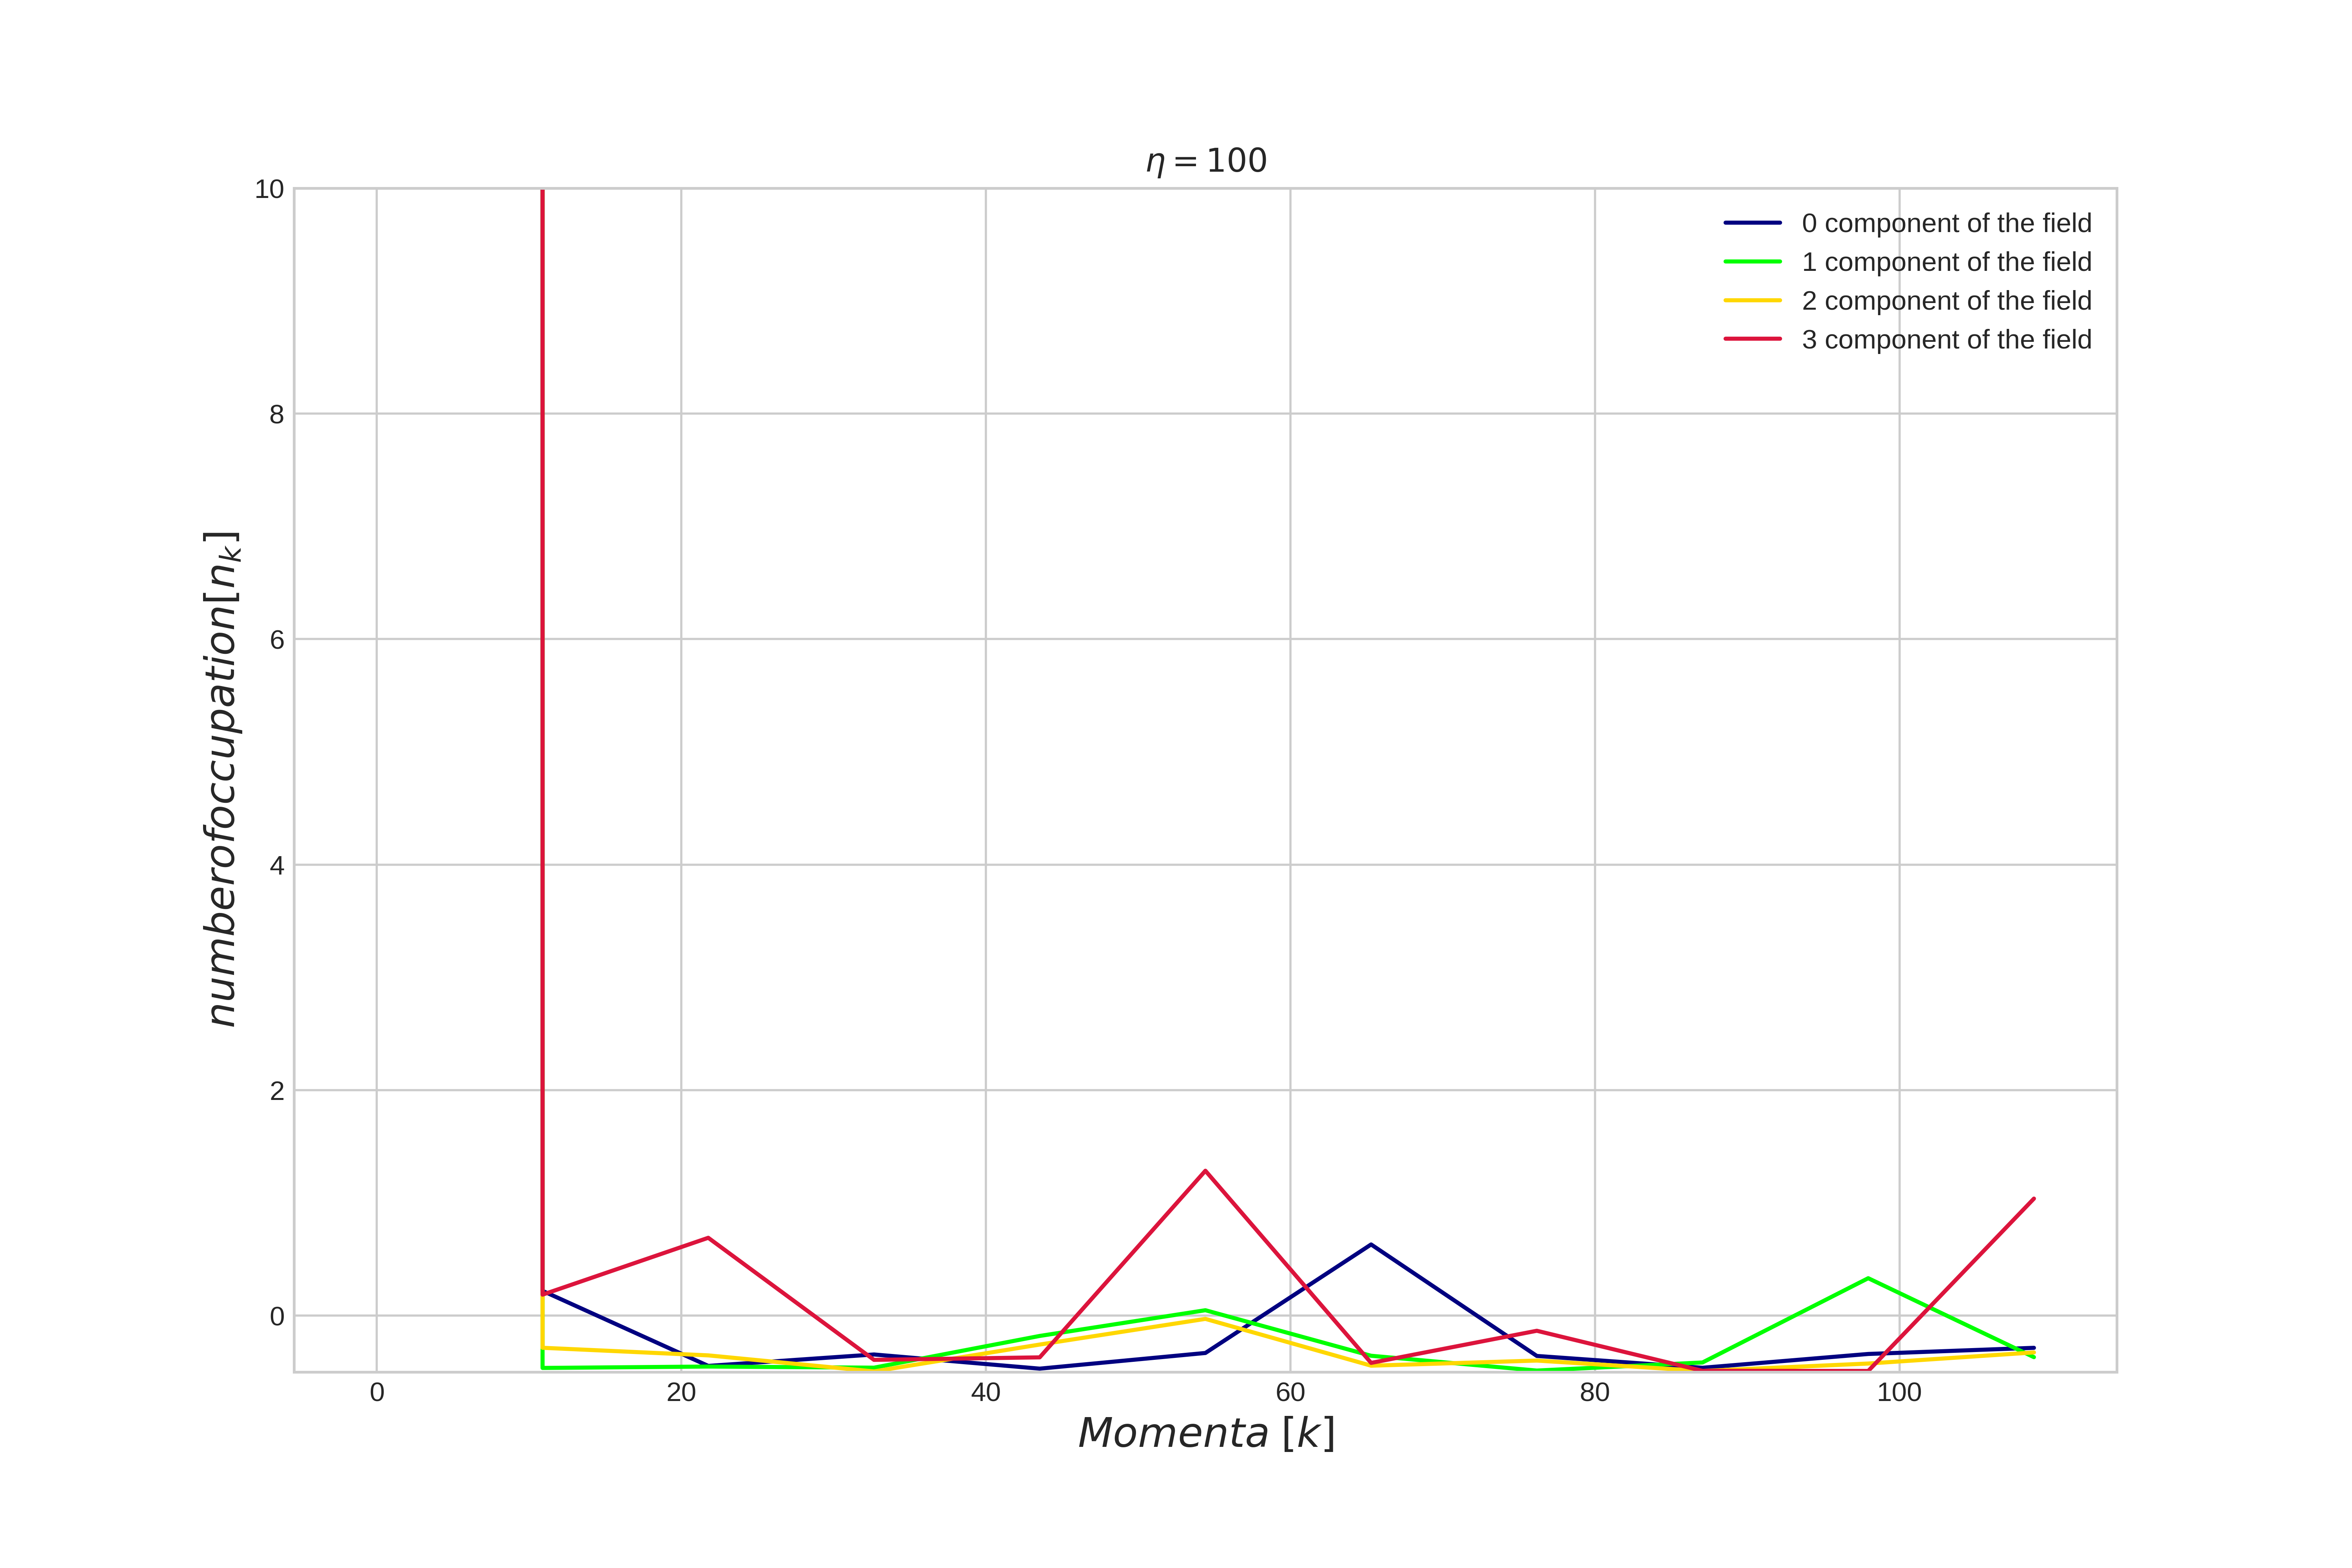 η = 100
10
8
6
4
2
0
numberofoccupation[n_k]
0 component of the field
1 component of the field
2 component of the field
3 component of the field
0 20 40 60 80 100
Momenta [k]